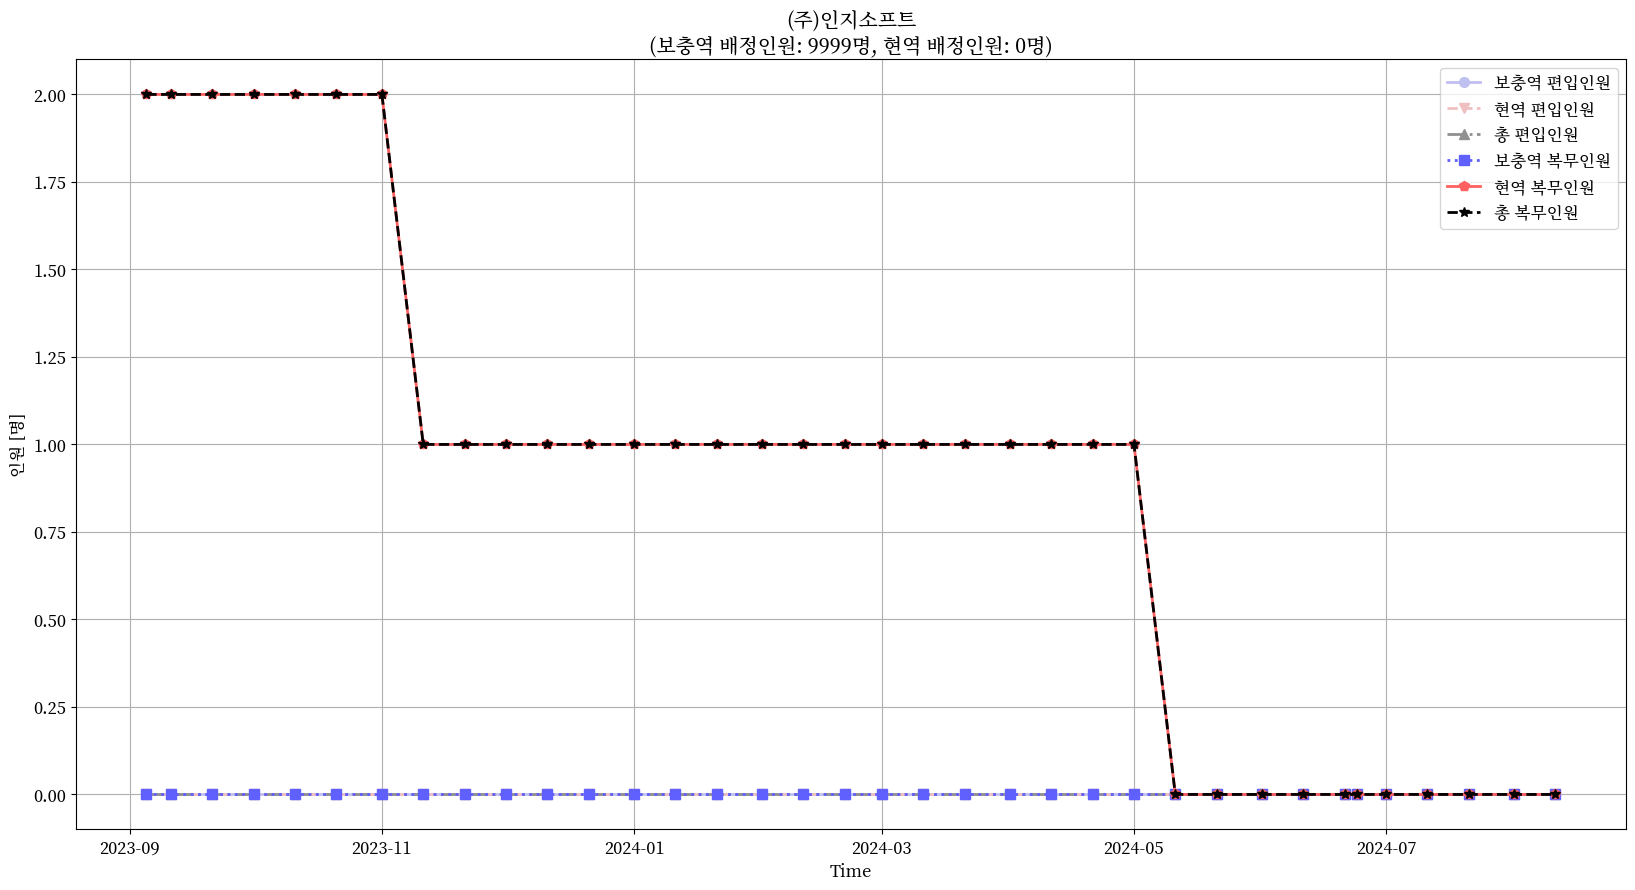 (주)인지소프트
(보충역 배정인원: 9999명, 현역 배정인원: 0명)
보충역 편입인원
현역 편입인원
총 편입인원
보충역 복무인원
현역 복무인원
총 복무인원
인원 [명]
2.00
1.75
1.50
1.25
1.00
0.75
0.50
0.25
0.00
2023-09 2023-11 2024-01 2024-03 2024-05 2024-07
Time